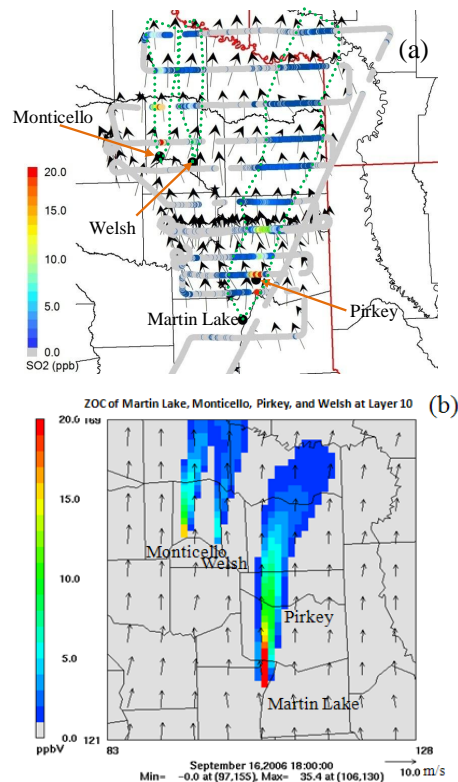 (a)
Monticello
Welsh
20.0
15.0
10.0
5.0
0.0
SO2 (ppb)
Martin Lake
Pirkey
(b)
ZOC of Martin Lake, Monticello, Pirkey, and Welsh at Layer 10
20.0
15.0
10.0
5.0
0.0
ppbV
169
121
83
128
Monticello
Welsh
Pirkey
Martin Lake
September 16,2006 18:00:00
Min= -0.0 at [97,155], Max= 35.4 at [106,130]
10.0 m/s